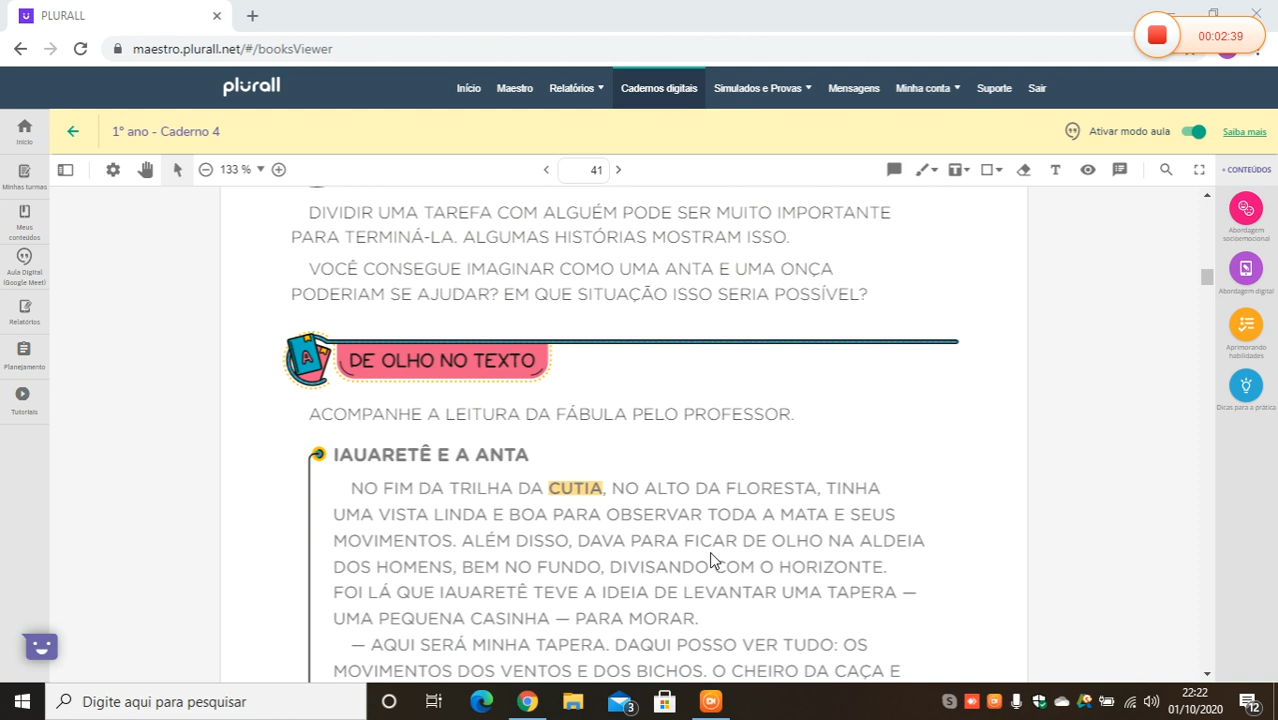 PLURALL
00:02:39
maestro.plurall.net/#/booksViewer
plurall
Início Maestro Relatórios Cadernos digitais Simulados e Provas Mensagens Minha conta Suporte Sair
1º ano - Caderno 4
Ativar modo aula
Saiba mais
133 %
41
+ CONTEÚDOS
Início
Minhas turmas
Meus conteúdos
Aula Digital (Google Meet)
Relatórios
Planejamento
Tutoriais
DIVIDIR UMA TAREFA COM ALGUÉM PODE SER MUITO IMPORTANTE
PARA TERMINÁ-LA. ALGUMAS HISTÓRIAS MOSTRAM ISSO.
VOCÊ CONSEGUE IMAGINAR COMO UMA ANTA E UMA ONÇA
PODERIAM SE AJUDAR? EM QUE SITUAÇÃO ISSO SERIA POSSÍVEL?
A
DE OLHO NO TEXTO
ACOMPANHE A LEITURA DA FÁBULA PELO PROFESSOR.
IAUARETÊ E A ANTA
NO FIM DA TRILHA DA CUTIA, NO ALTO DA FLORESTA, TINHA
UMA VISTA LINDA E BOA PARA OBSERVAR TODA A MATA E SEUS
MOVIMENTOS. ALÉM DISSO, DAVA PARA FICAR DE OLHO NA ALDEIA
DOS HOMENS, BEM NO FUNDO, DIVISANDO COM O HORIZONTE.
FOI LÁ QUE IAUARETÊ TEVE A IDEIA DE LEVANTAR UMA TAPERA —
UMA PEQUENA CASINHA — PARA MORAR.
— AQUI SERÁ MINHA TAPERA. DAQUI POSSO VER TUDO: OS
MOVIMENTOS DOS VENTOS E DOS BICHOS. O CHEIRO DA CAÇA E
Abordagem socioemocional
Abordagem digital
Aprimorando habilidades
Dicas para a prática
Digite aqui para pesquisar
3
22:22
01/10/2020
12